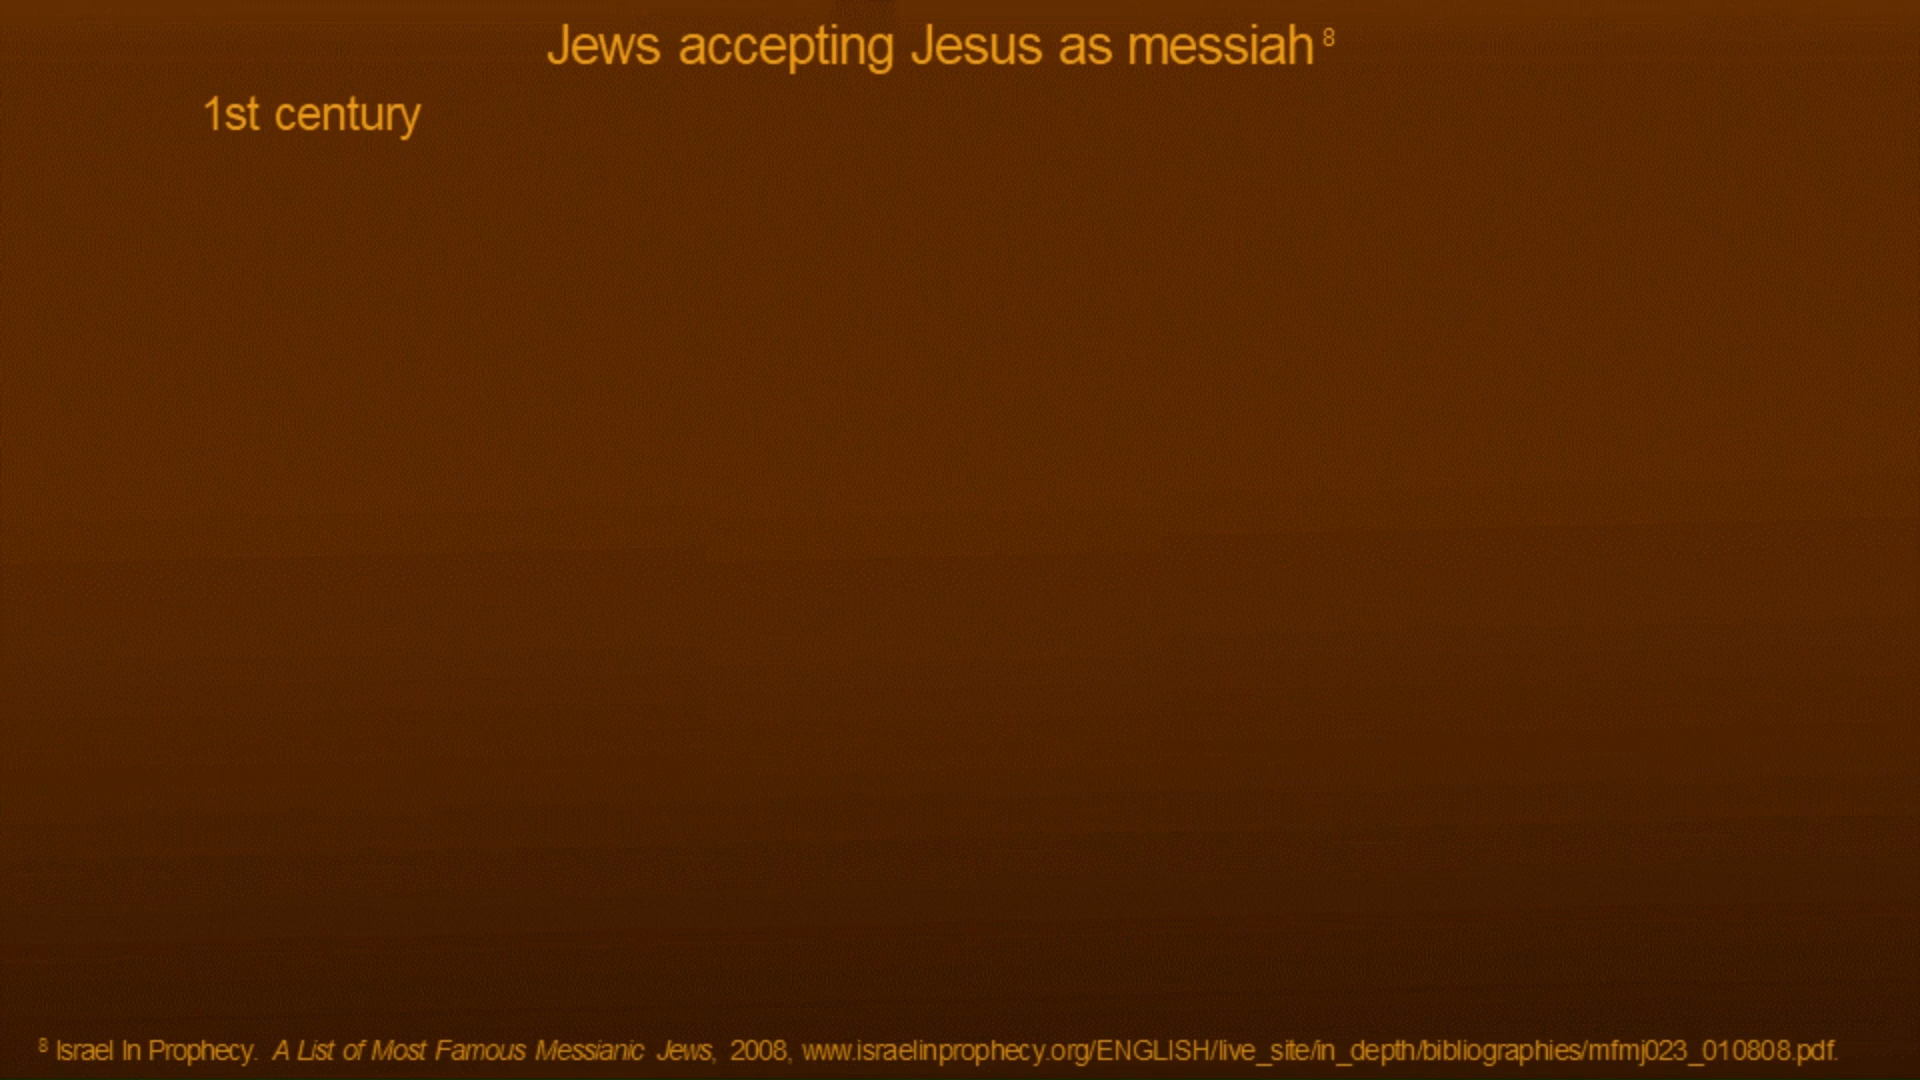 Jews accepting Jesus as messiah 8
1st century
8 Israel In Prophecy. A List of Most Famous Messianic Jews, 2008, www.israelinprophecy.org/ENGLISH/live_site/in_depth/bibliographies/mfmj023_010808.pdf.